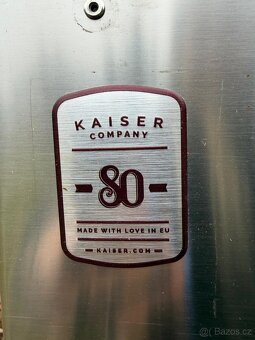 KAISER
COMPANY
80
MADE WITH LOVE IN EU
KAISER.COM
Bazos.cz